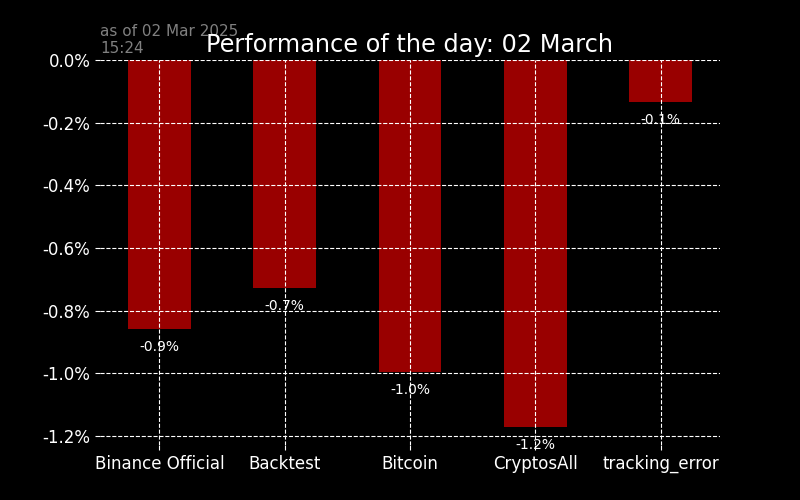 as of 02 Mar 2025
15:24
Performance of the day: 02 March
0.0%
-0.2%
-0.4%
-0.6%
-0.8%
-1.0%
-1.2%
-0.9%
-0.7%
-1.0%
-1.2%
-0.1%
Binance Official
Backtest
Bitcoin
CryptosAll
tracking_error